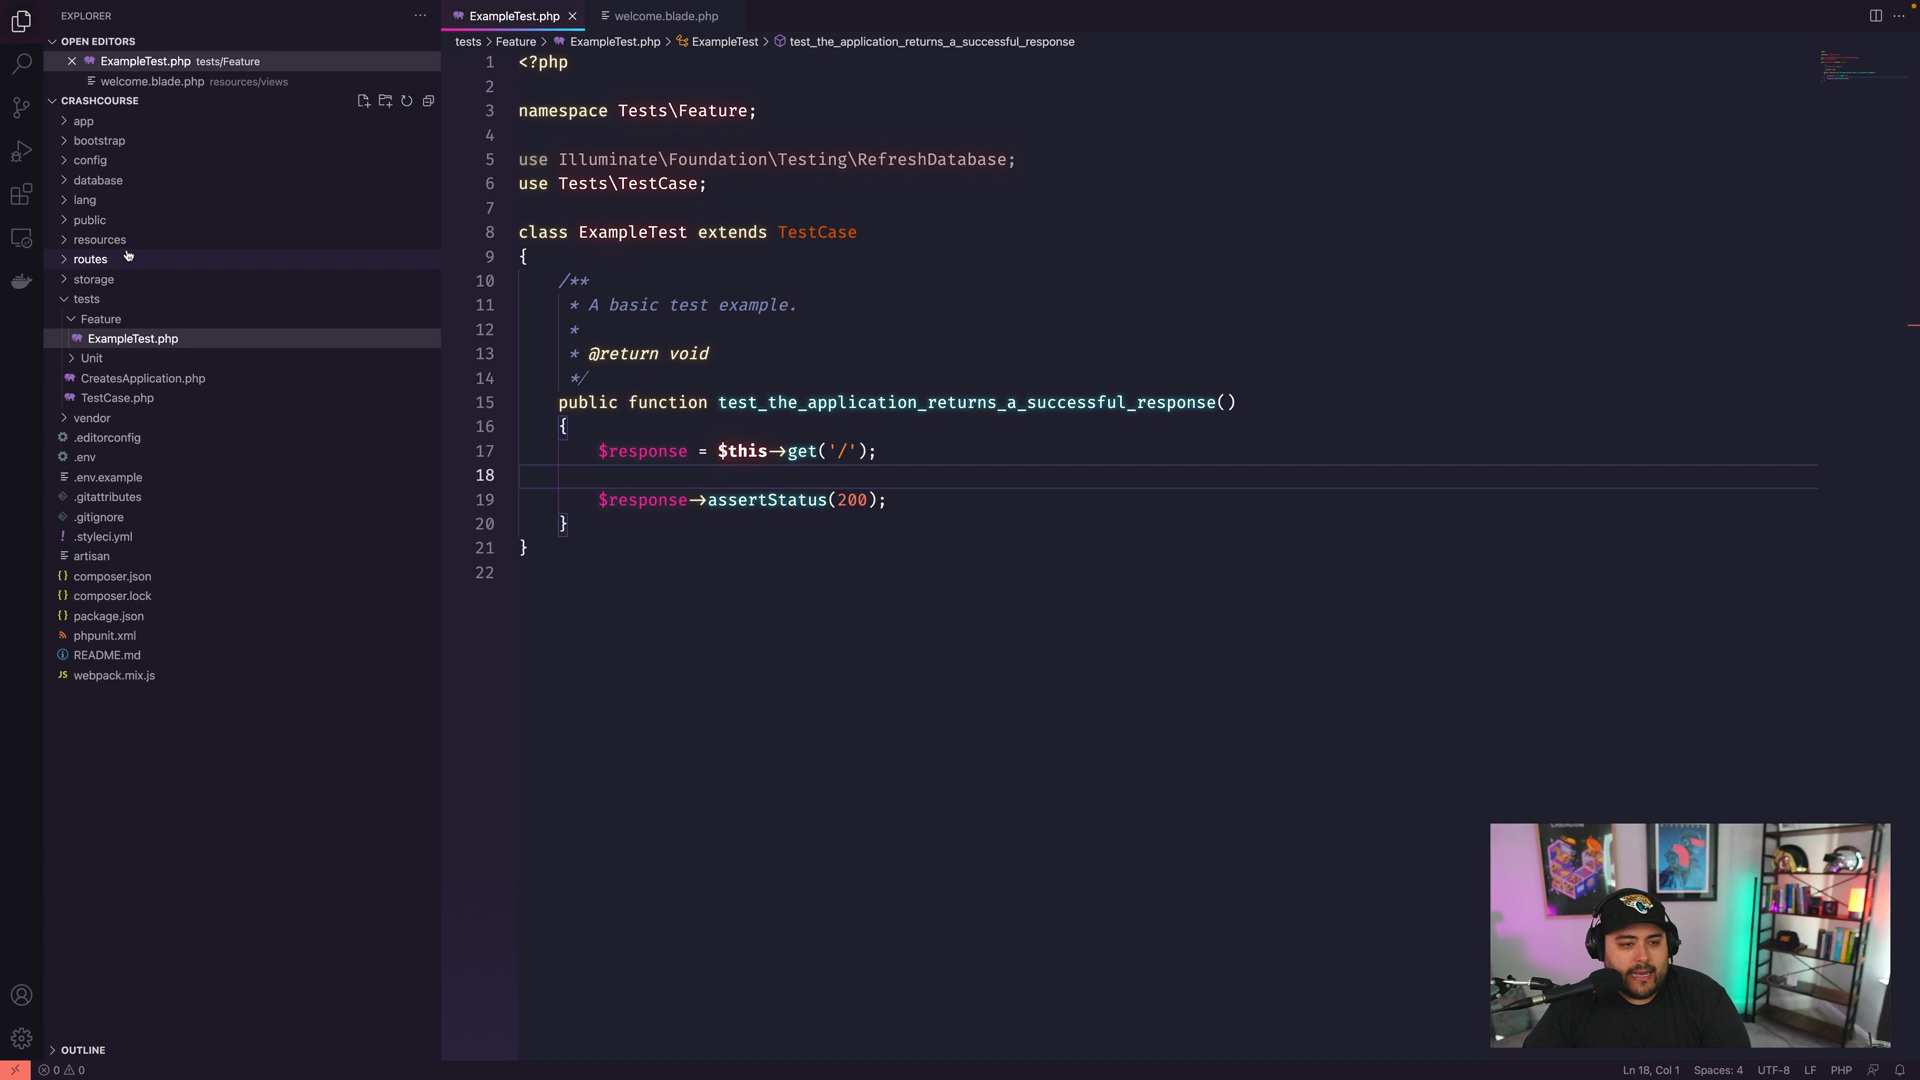 EXPLORER
OPEN EDITORS
ExampleTest.php tests/Feature
welcome.blade.php resources/views
CRASHCOURSE
app
bootstrap
config
database
lang
public
resources
routes
storage
tests
Feature
ExampleTest.php
Unit
CreatesApplication.php
TestCase.php
vendor
.editorconfig
.env
.env.example
.gitattributes
.gitignore
.styleci.yml
artisan
composer.json
composer.lock
package.json
phpunit.xml
README.md
JS webpack.mix.js
OUTLINE
ExampleTest.php
welcome.blade.php
tests > Feature > ExampleTest.php > ExampleTest > test_the_application_returns_a_successful_response
1 <?php
2
3 namespace Tests\Feature;
4
5 use Illuminate\Foundation\Testing\RefreshDatabase;
6 use Tests\TestCase;
7
8 class ExampleTest extends TestCase
9 {
10 /**
11 * A basic test example.
12 *
13 * @return void
14 */
15 public function test_the_application_returns_a_successful_response()
16 {
17 $response = $this->get('/');
18
19 $response->assertStatus(200);
20 }
21 }
22
0 0
Ln 18, Col 1 Spaces: 4 UTF-8 LF PHP